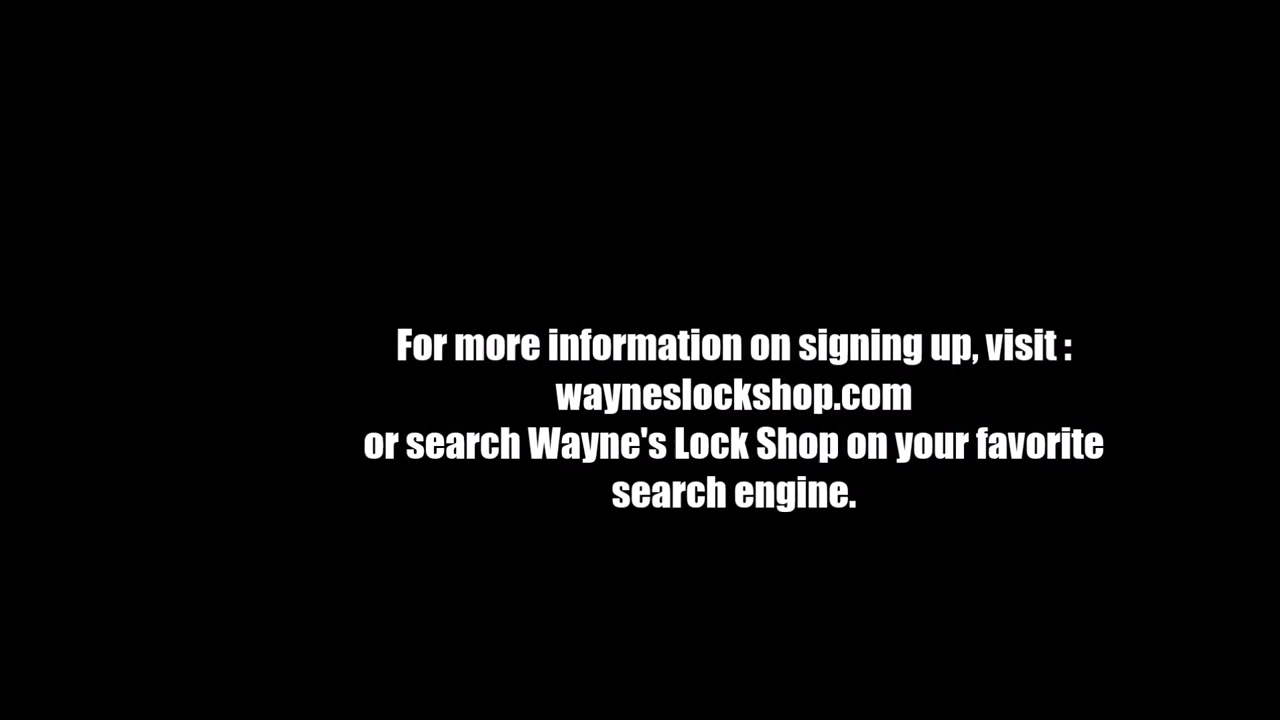 For more information on signing up, visit :
wayneslockshop.com
or search Wayne's Lock Shop on your favorite
search engine.